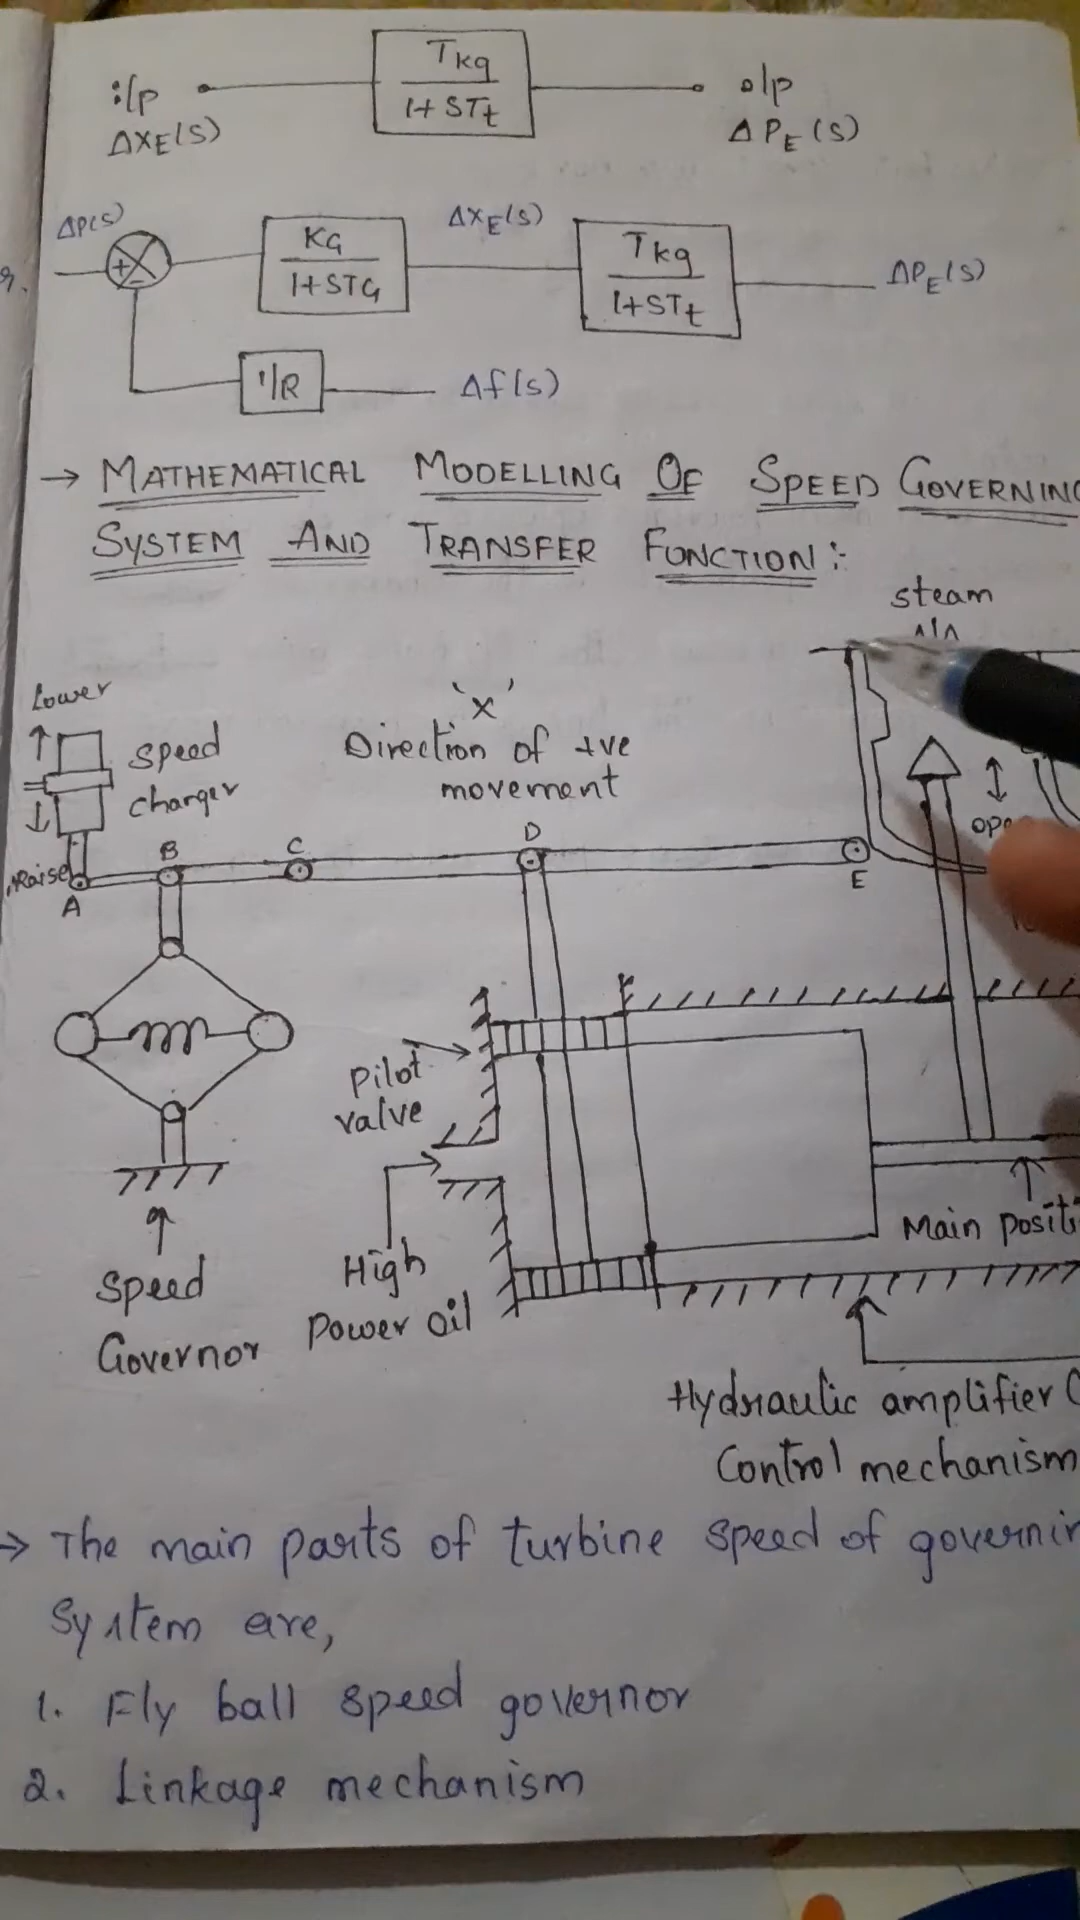 i/p
Tkg
1+STt
o/p
ΔXE(S)
ΔPE(S)
ΔP(S)
+
-
KG
1+STG
ΔXE(S)
Tkg
1+STt
ΔPE(S)
1/R
Δf(S)
→ MATHEMATICAL MODELLING OF SPEED GOVERNING
SYSTEM AND TRANSFER FUNCTION:-
steam
Lower
speed
changer
Raise
'x'
Direction of +ve
movement
A
B
C
D
E
Pilot
valve
High
Power oil
Speed
Governor
Main
Hydraulic amplifier
Control mechanism
→ The main parts of turbine speed of
System are,
1. Fly ball speed governor
2. Linkage mechanism